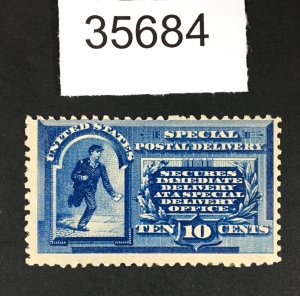 35684
UNITED STATES
SPECIAL
POSTAL DELIVERY
SECURES
IMMEDIATE
DELIVERY
AT A SPECIAL
DELIVERY
OFFICE
TEN 10 CENTS